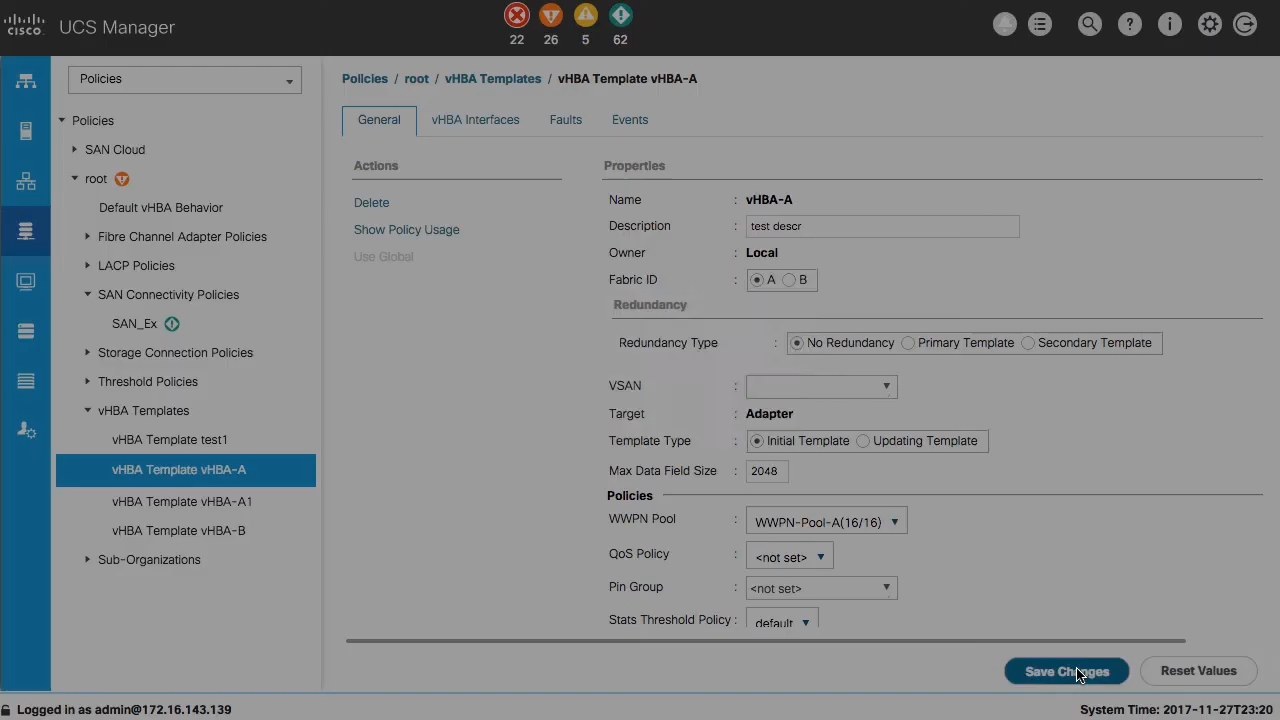 cisco UCS Manager
22 26 5 62
Policies
Policies
SAN Cloud
root
Default vHBA Behavior
Fibre Channel Adapter Policies
LACP Policies
SAN Connectivity Policies
SAN_Ex
Storage Connection Policies
Threshold Policies
vHBA Templates
vHBA Template test1
vHBA Template vHBA-A
vHBA Template vHBA-A1
vHBA Template vHBA-B
Sub-Organizations
Policies / root / vHBA Templates / vHBA Template vHBA-A
General vHBA Interfaces Faults Events
Actions
Delete
Show Policy Usage
Use Global
Properties
Name : vHBA-A
Description : test descr
Owner : Local
Fabric ID : A B
Redundancy
Redundancy Type : No Redundancy Primary Template Secondary Template
VSAN :
Target : Adapter
Template Type : Initial Template Updating Template
Max Data Field Size : 2048
Policies
WWPN Pool : WWPN-Pool-A(16/16)
QoS Policy : <not set>
Pin Group : <not set>
Stats Threshold Policy : default
Save Changes Reset Values
Logged in as admin@172.16.143.139 System Time: 2017-11-27T23:20